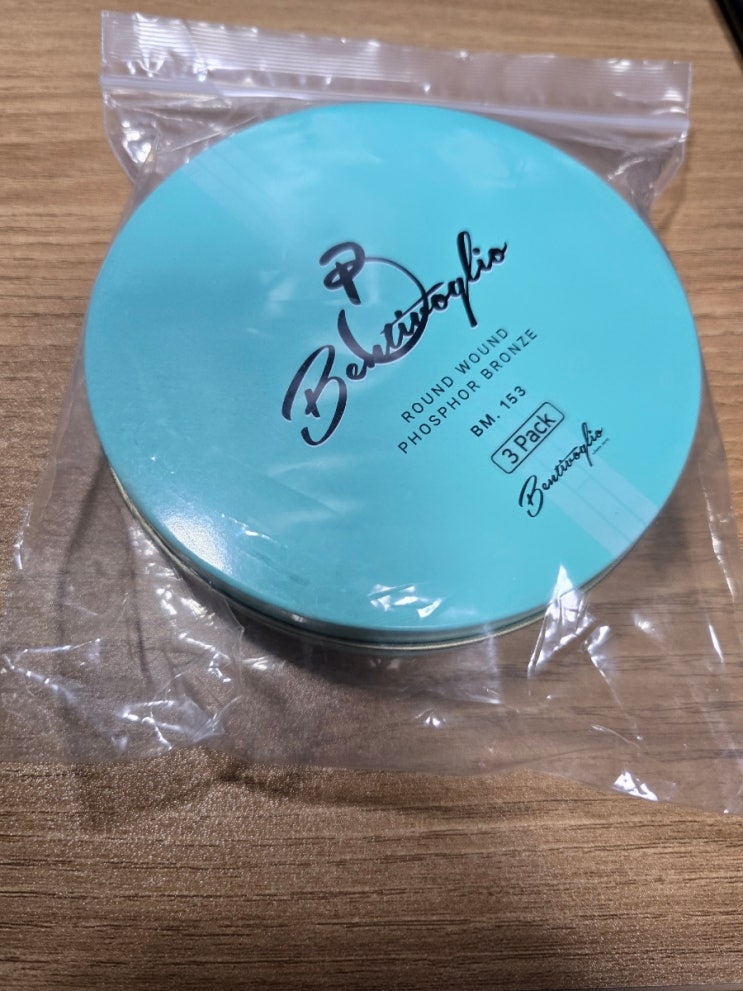 Bentivoglio
ROUND WOUND
PHOSPHOR BRONZE
BM. 153
3 Pack
Bentivoglio